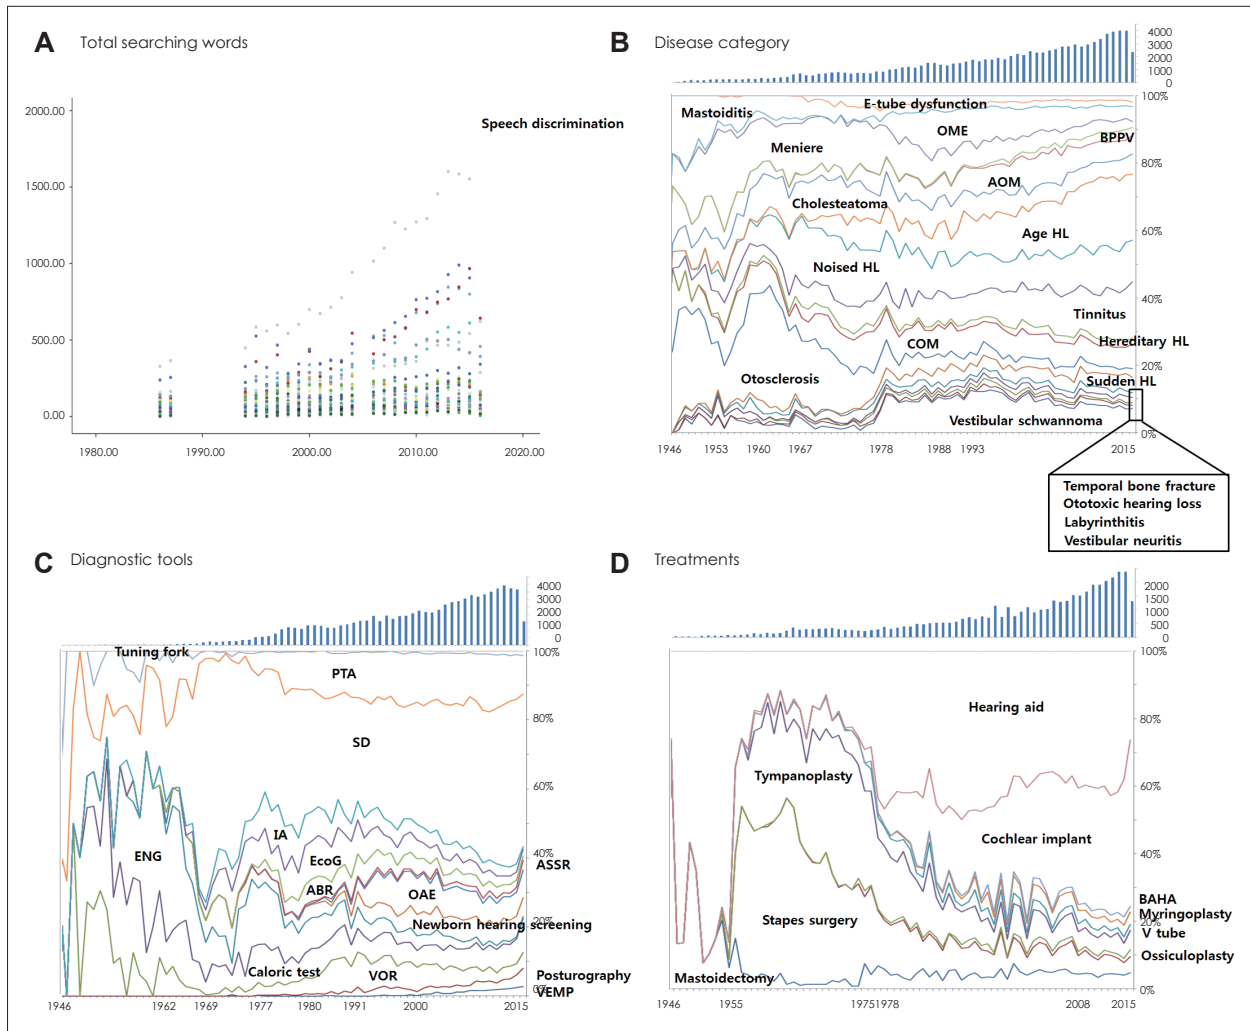 A Total searching words
2000.00
1500.00
1000.00
500.00
0.00
1980.00 1990.00 2000.00 2010.00 2020.00
Speech discrimination
B Disease category
4000
3000
2000
1000
0
100%
80%
60%
40%
20%
0%
Mastoiditis
E-tube dysfunction
OME
BPPV
Meniere
AOM
Cholesteatoma
Age HL
Noised HL
Tinnitus
Hereditary HL
COM
Sudden HL
Otosclerosis
Vestibular schwannoma
1946 1953 1960 1967 1978 1988 1993 2015
Temporal bone fracture
Ototoxic hearing loss
Labyrinthitis
Vestibular neuritis
C Diagnostic tools
4000
3000
2000
1000
0
100%
80%
60%
40%
20%
0%
Tuning fork
PTA
SD
IA
ENG
EcoG
ASSR
ABR
OAE
Newborn hearing screening
Caloric test
VOR
Posturography
VEMP
1946 1962 1969 1977 1980 1991 2000 2015
D Treatments
2000
1500
1000
500
0
100%
80%
60%
40%
20%
0%
Hearing aid
Tympanoplasty
Cochlear implant
BAHA
Myringoplasty
Stapes surgery
V tube
Ossiculoplasty
Mastoidectomy
1946 1955 1975 1978 2008 2015